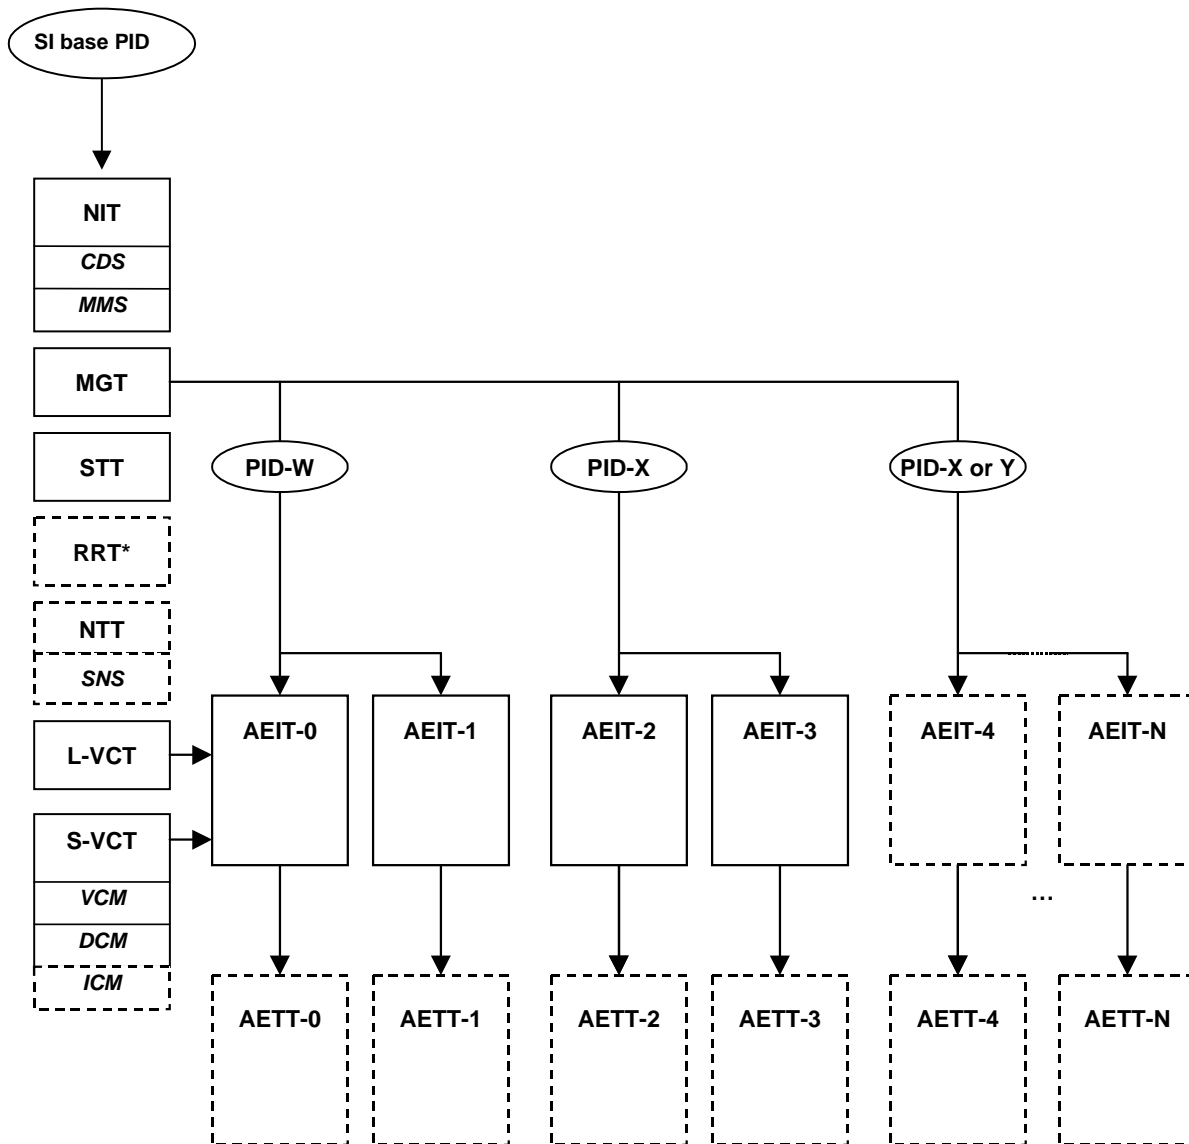 SI base PID
NIT
CDS
MMS
MGT
STT
PID-W
PID-X
PID-X or Y
RRT*
NTT
SNS
L-VCT
AEIT-0
AEIT-1
AEIT-2
AEIT-3
AEIT-4
AEIT-N
S-VCT
VCM
DCM
ICM
...
AETT-0
AETT-1
AETT-2
AETT-3
AETT-4
AETT-N